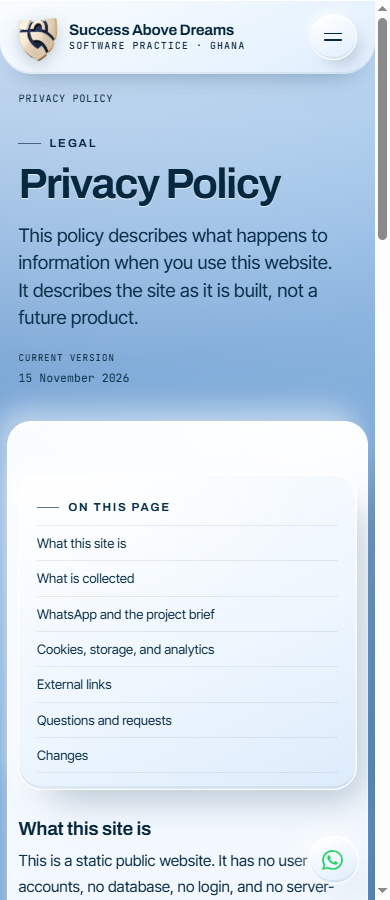 Success Above Dreams
SOFTWARE PRACTICE · GHANA
PRIVACY POLICY
LEGAL
Privacy Policy
This policy describes what happens to
information when you use this website.
It describes the site as it is built, not a
future product.
CURRENT VERSION
15 November 2026
ON THIS PAGE
What this site is
What is collected
WhatsApp and the project brief
Cookies, storage, and analytics
External links
Questions and requests
Changes
What this site is
This is a static public website. It has no user
accounts, no database, no login, and no server-